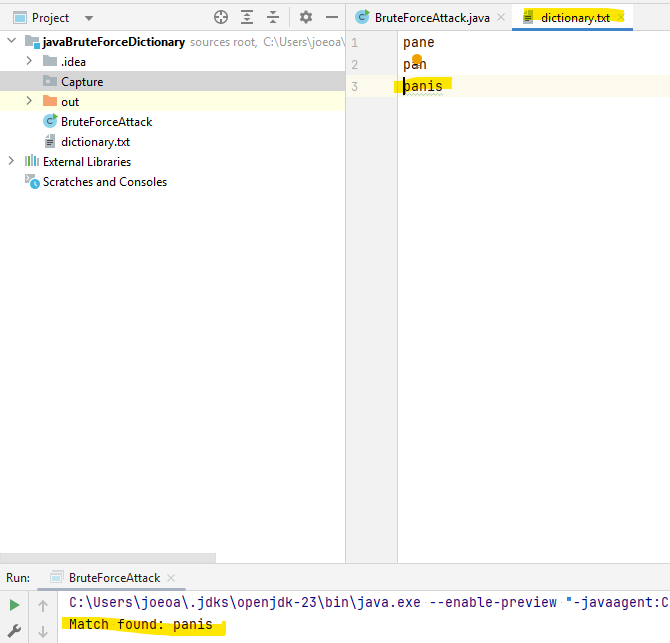 Project
BruteForceAttack.java
dictionary.txt
javaBruteForceDictionary sources root, C:\Users\joeoa\
.idea
Capture
out
BruteForceAttack
dictionary.txt
External Libraries
Scratches and Consoles
1 pane
2 pan
3 panis
Run: BruteForceAttack
C:\Users\joeoa\.jdks\openjdk-23\bin\java.exe --enable-preview "-javaagent:C
Match found: panis